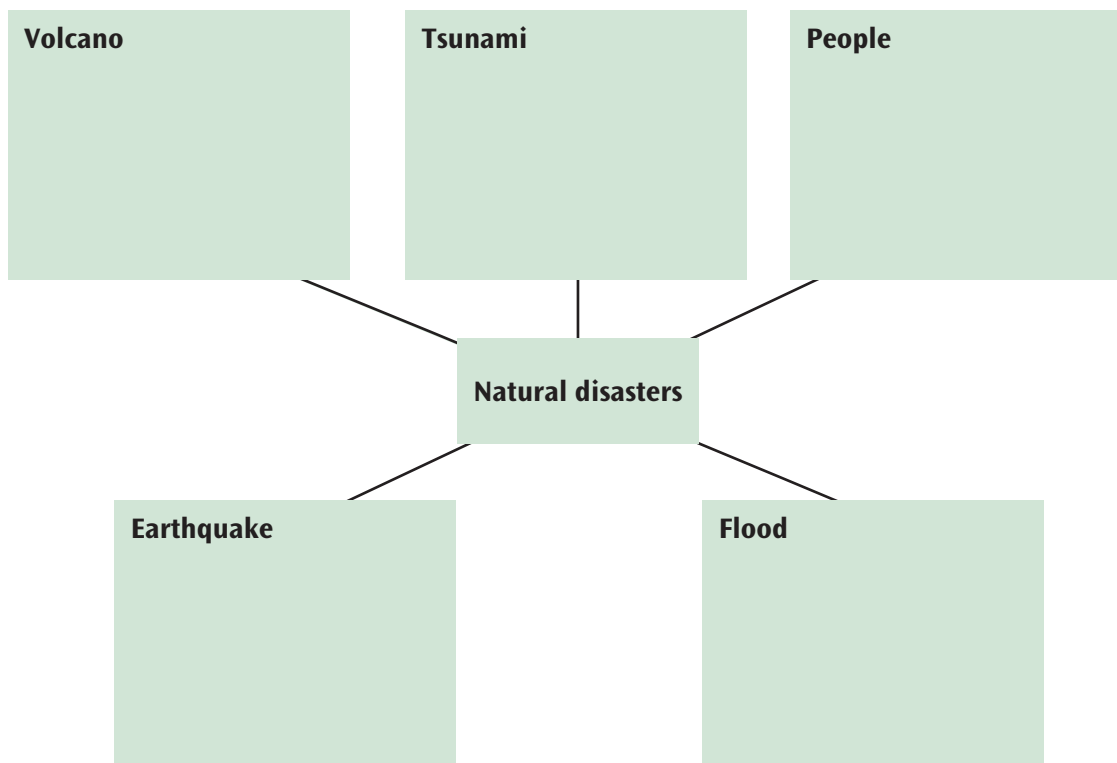 Volcano
Tsunami
People
Natural disasters
Earthquake
Flood